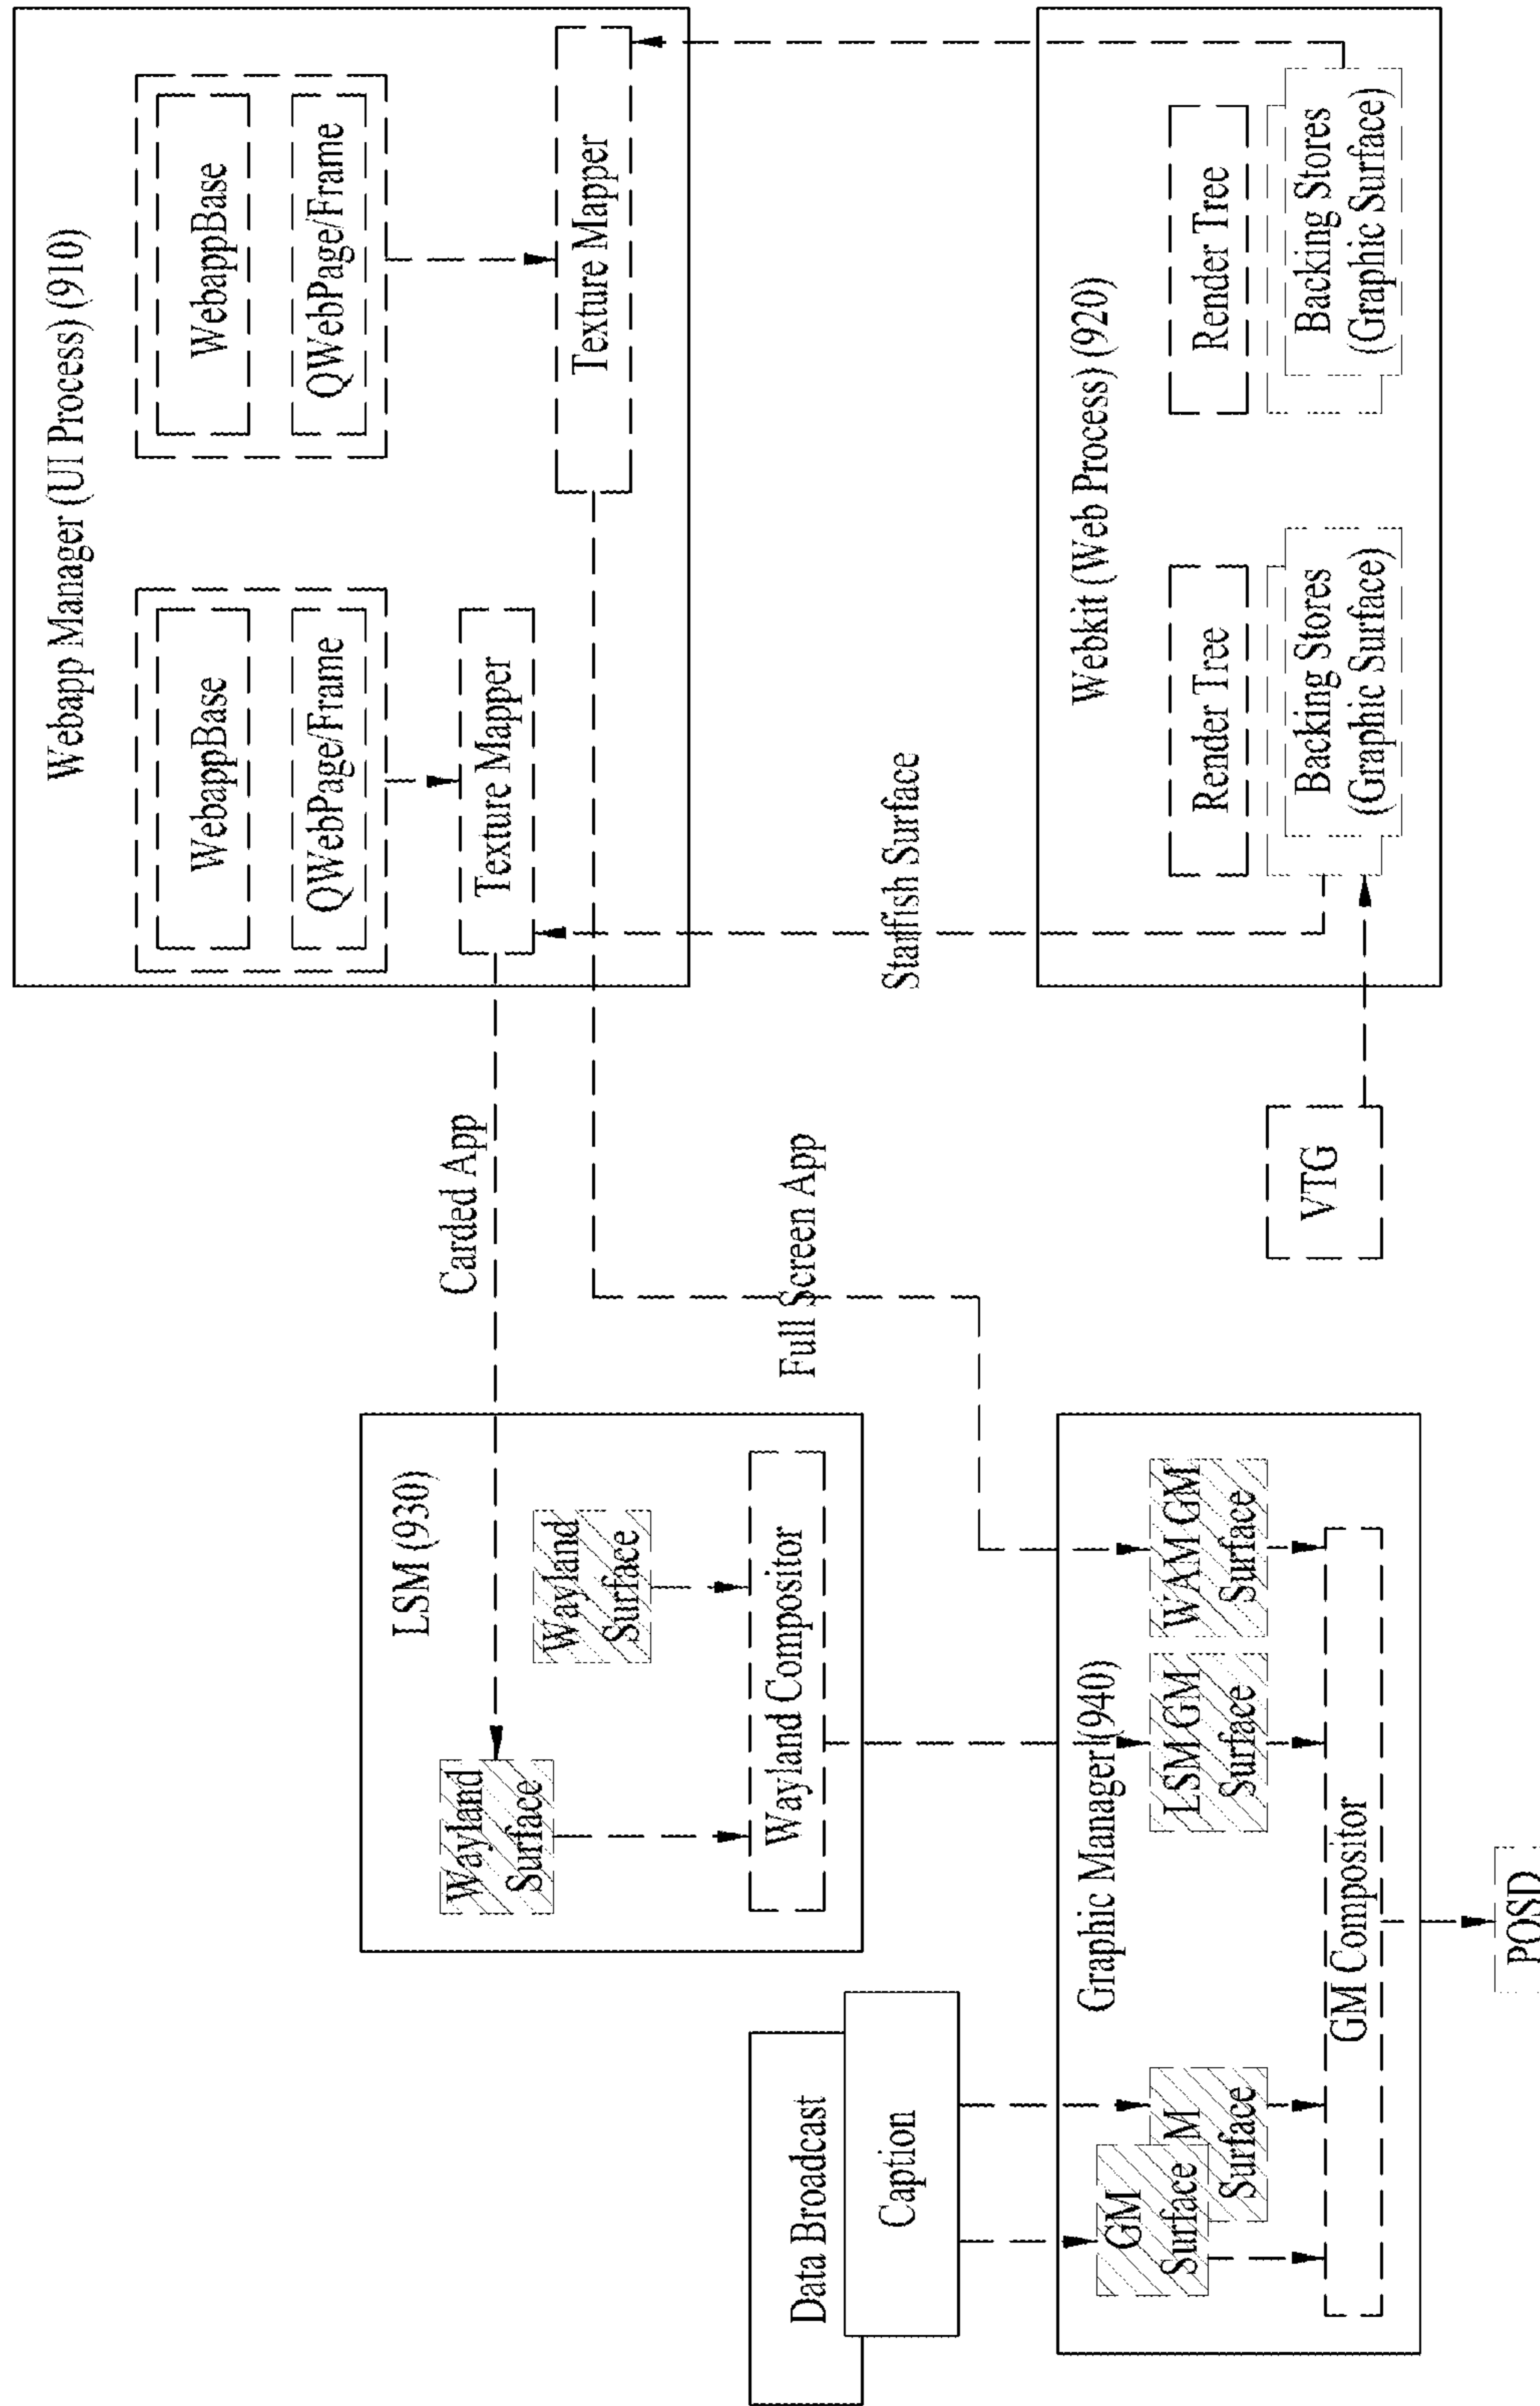 Webapp Manager (UI Process) (910)
WebappBase
QWebPage/Frame
Texture Mapper
WebappBase
QWebPage/Frame
Texture Mapper
Carded App
Full Screen App
Starfish Surface
Webkit (Web Process) (920)
Render Tree
Backing Stores
(Graphic Surface)
Render Tree
Backing Stores
(Graphic Surface)
VTG
LSM (930)
Wayland
Surface
Wayland
Surface
Wayland Compositor
Data Broadcast
Caption
Graphic Manager (940)
GM
Surface
M
Surface
LSM GM
Surface
WAM GM
Surface
GM Compositor
POSD